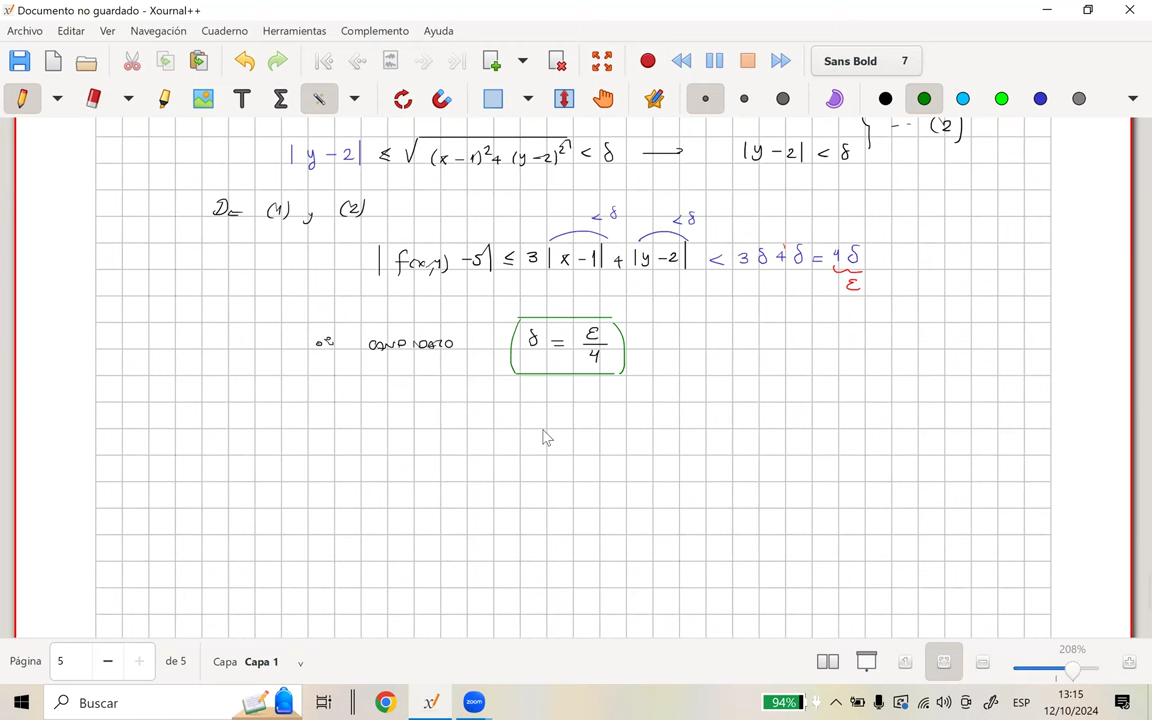 Documento no guardado - Xournal++
Archivo Editar Ver Navegación Cuaderno Herramientas Complemento Ayuda
Sans Bold 7
-- (2)
|y-2| ≤ √(x-1)²+(y-2)² < δ → |y-2| < δ
De (1) y (2)
< δ < δ
|f(x,y) -5| ≤ 3|x-1| + |y-2| < 3δ + δ = 4δ
ε
CANDIDATO δ = ε/4
208%
Página 5 de 5 Capa Capa 1
Buscar
94%
ESP
13:15
12/10/2024